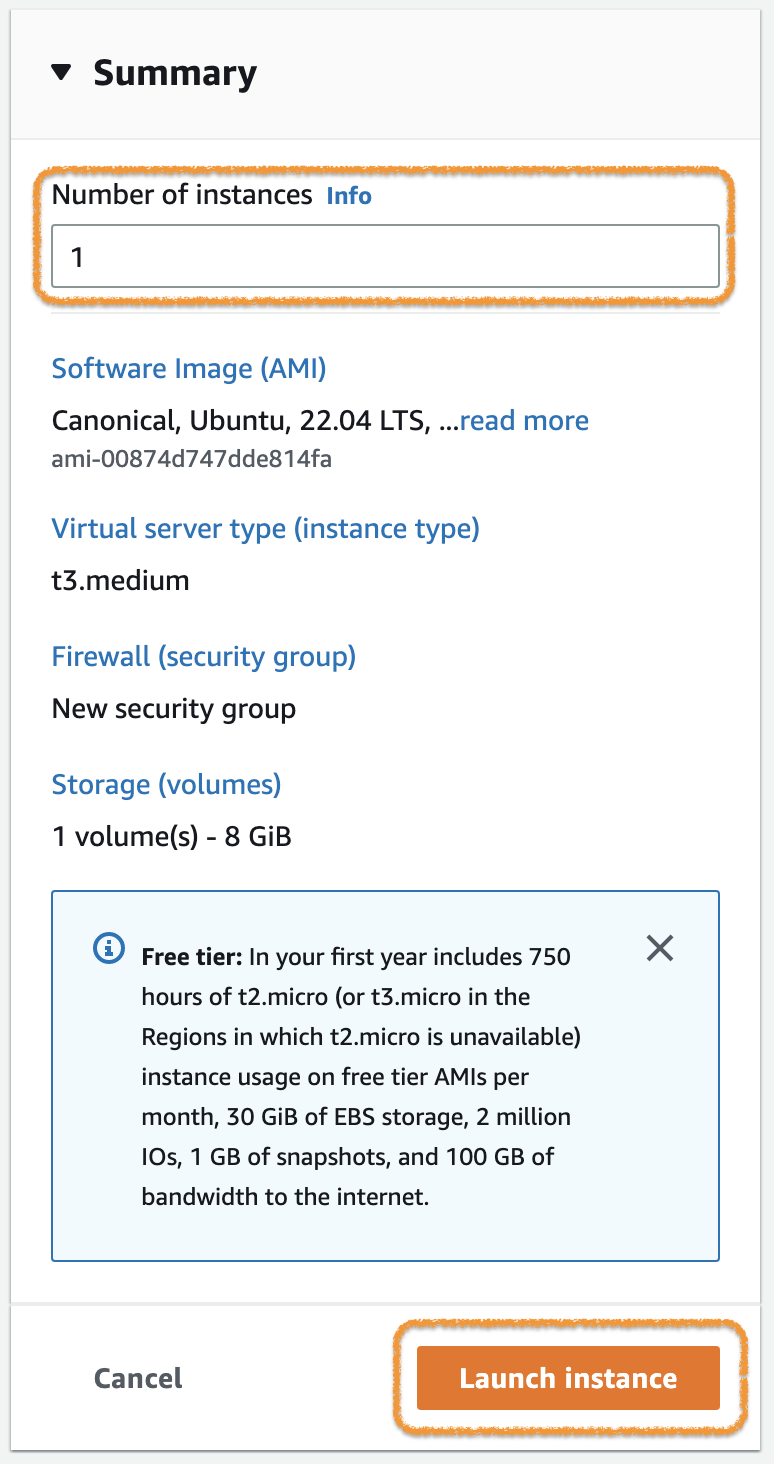 Summary
Number of instances Info
1
Software Image (AMI)
Canonical, Ubuntu, 22.04 LTS, ...read more
ami-00874d747dde814fa
Virtual server type (instance type)
t3.medium
Firewall (security group)
New security group
Storage (volumes)
1 volume(s) - 8 GiB
Free tier: In your first year includes 750
hours of t2.micro (or t3.micro in the
Regions in which t2.micro is unavailable)
instance usage on free tier AMIs per
month, 30 GiB of EBS storage, 2 million
IOs, 1 GB of snapshots, and 100 GB of
bandwidth to the internet.
Cancel
Launch instance